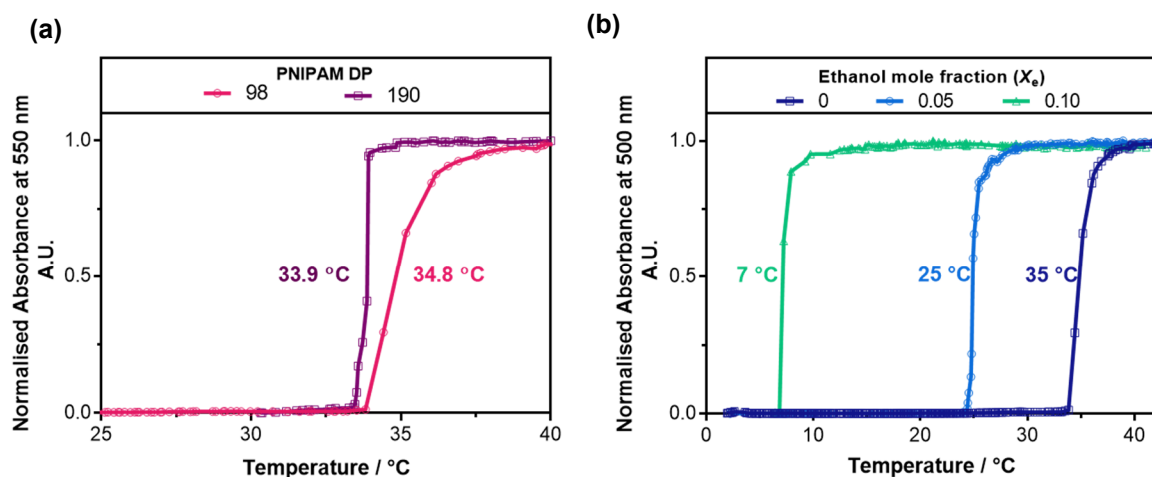 (a)
PNIPAM DP
98 190
Normalised Absorbance at 550 nm
A.U.
1.0
0.5
0.0
33.9 °C
34.8 °C
25 30 35 40
Temperature / °C
(b)
Ethanol mole fraction (Xe)
0 0.05 0.10
Normalised Absorbance at 500 nm
A.U.
1.0
0.5
0.0
7 °C
25 °C
35 °C
0 10 20 30 40
Temperature / °C